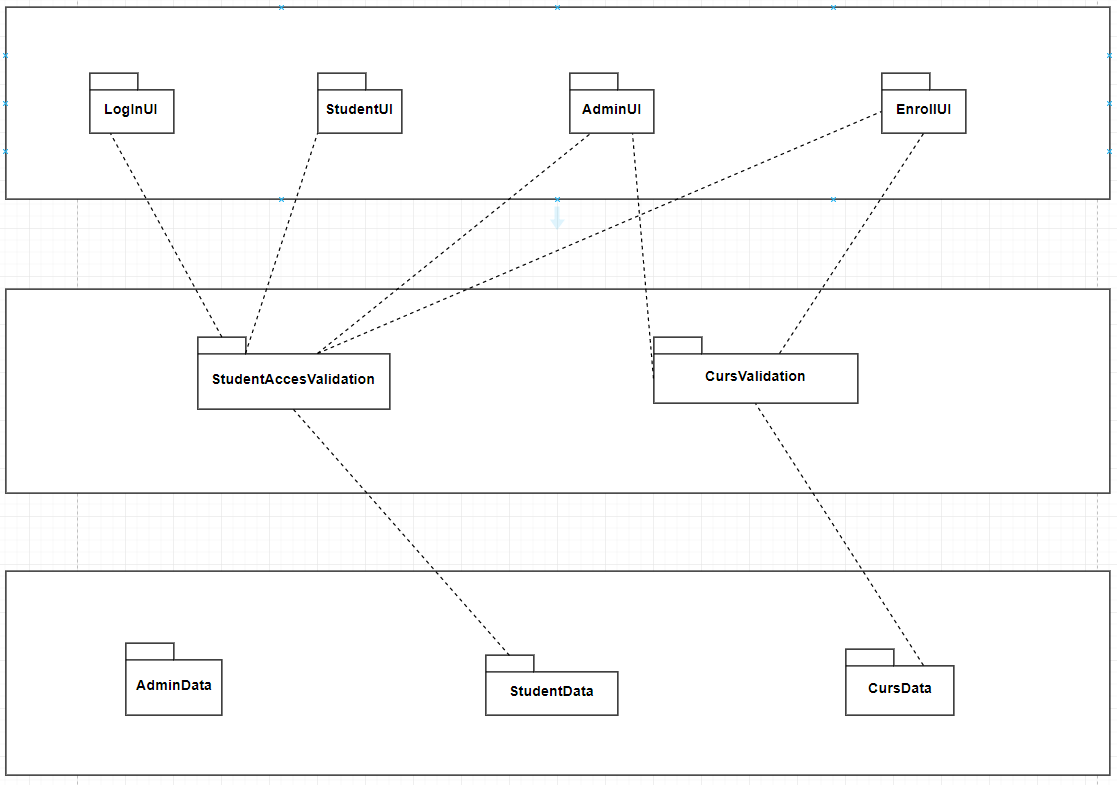 LogInUI
StudentUI
AdminUI
EnrollUI
StudentAccesValidation
CursValidation
AdminData
StudentData
CursData